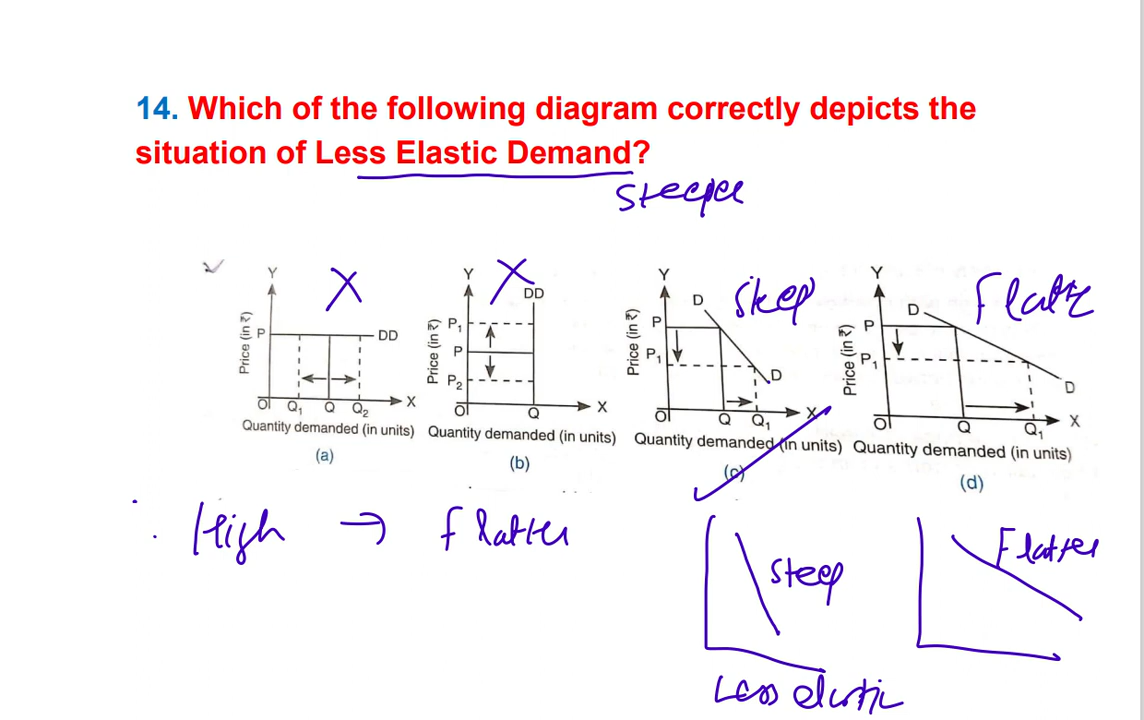 14. Which of the following diagram correctly depicts the
situation of Less Elastic Demand?
Steeper
X
X
Steep
Flatte
Y
Price (in ₹)
P
DD
O Q1 Q Q2 X
Quantity demanded (in units)
(a)
Y
DD
Price (in ₹)
P1
P
P2
O Q X
Quantity demanded (in units)
(b)
Y
D
Price (in ₹)
P
P1
D
O Q Q1 X
Quantity demanded (in units)
(c)
Y
D
Price (in ₹)
P
P1
D
O Q Q1 X
Quantity demanded (in units)
(d)
High → flatter
Steep
Flatter
Less elastic